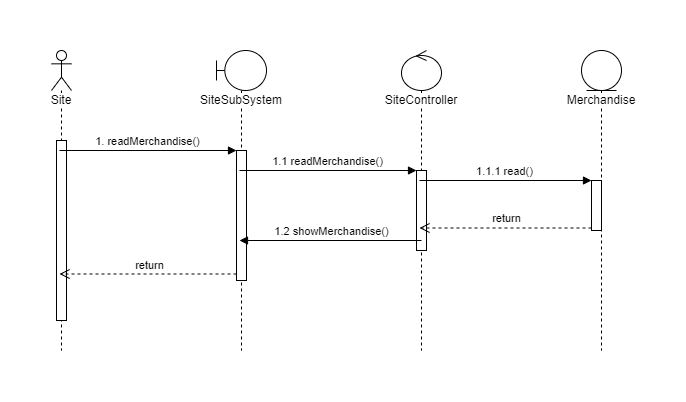 Site
SiteSubSystem
SiteController
Merchandise
1. readMerchandise()
1.1 readMerchandise()
1.1.1 read()
return
1.2 showMerchandise()
return